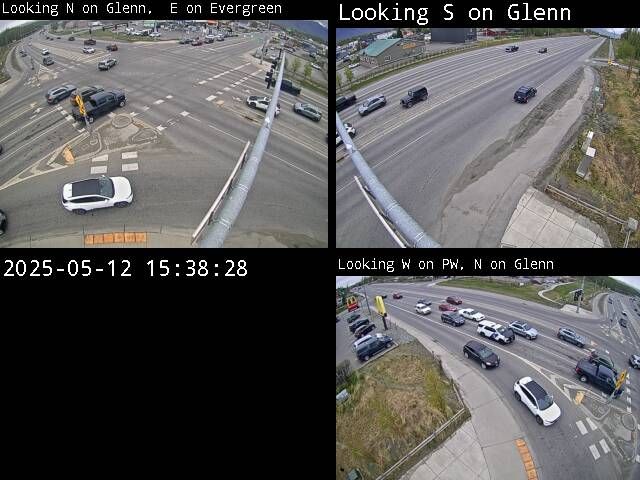 Looking N on Glenn,  E on Evergreen
Looking S on Glenn
2025-05-12 15:38:28
Looking W on PW, N on Glenn